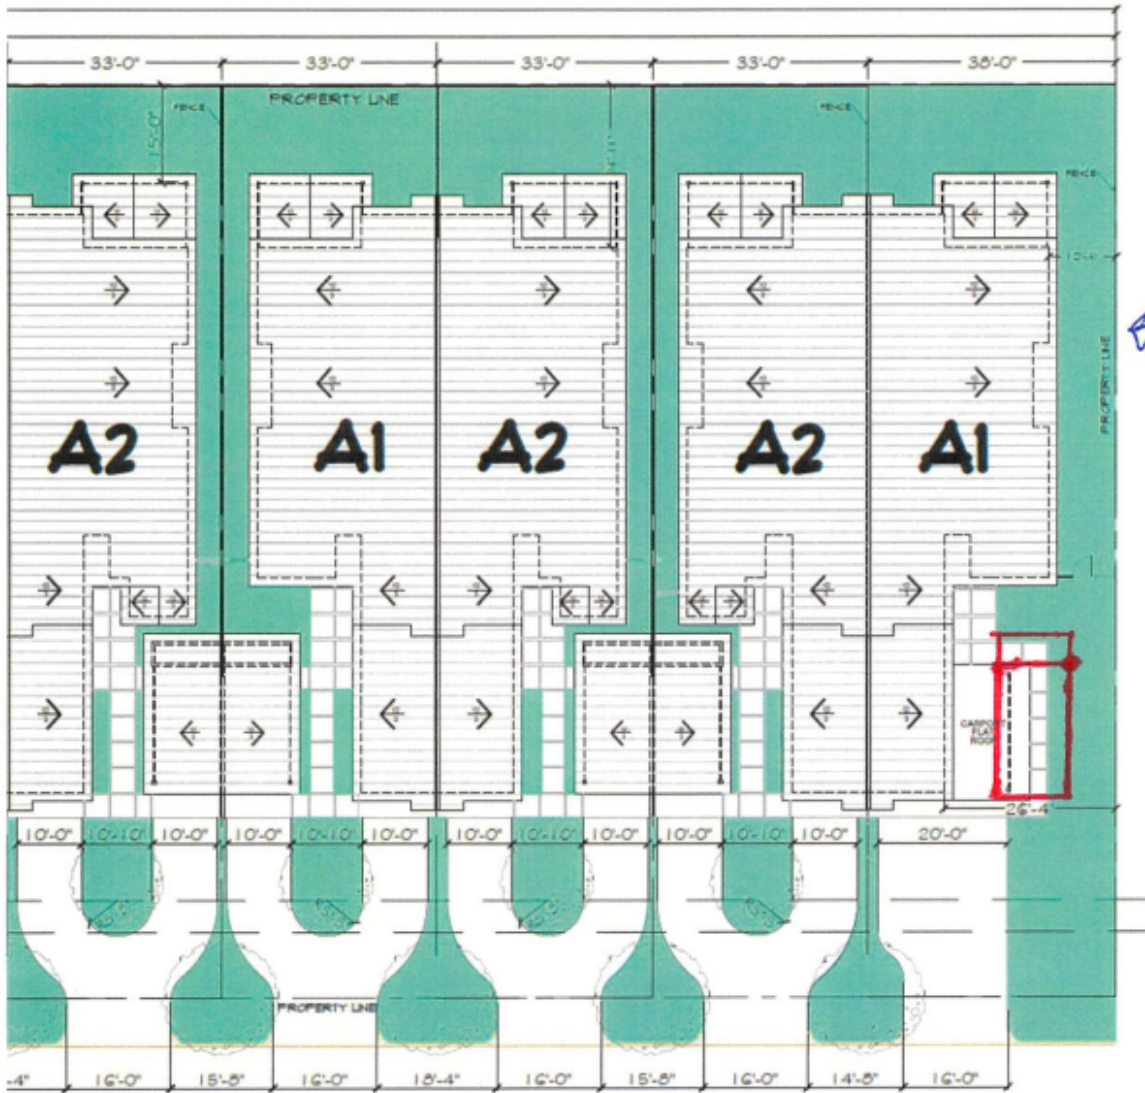 33'-0" 33'-0" 33'-0" 33'-0" 38'-0"
PROPERTY LINE
FENCE
FENCE
15'-0"
FENCE
12'-4"
PROPERTY LINE
A2 A1 A2 A2 A1
CARPORT
FLAT
ROOF
26'-4"
10'-0" 10'-10" 10'-0" 10'-0" 10'-10" 10'-0" 10'-0" 10'-10" 10'-0" 10'-0" 10'-10" 10'-0" 20'-0"
PROPERTY LINE
-4" 16'-0" 15'-8" 16'-0" 18'-4" 16'-0" 15'-8" 16'-0" 14'-8" 16'-0"